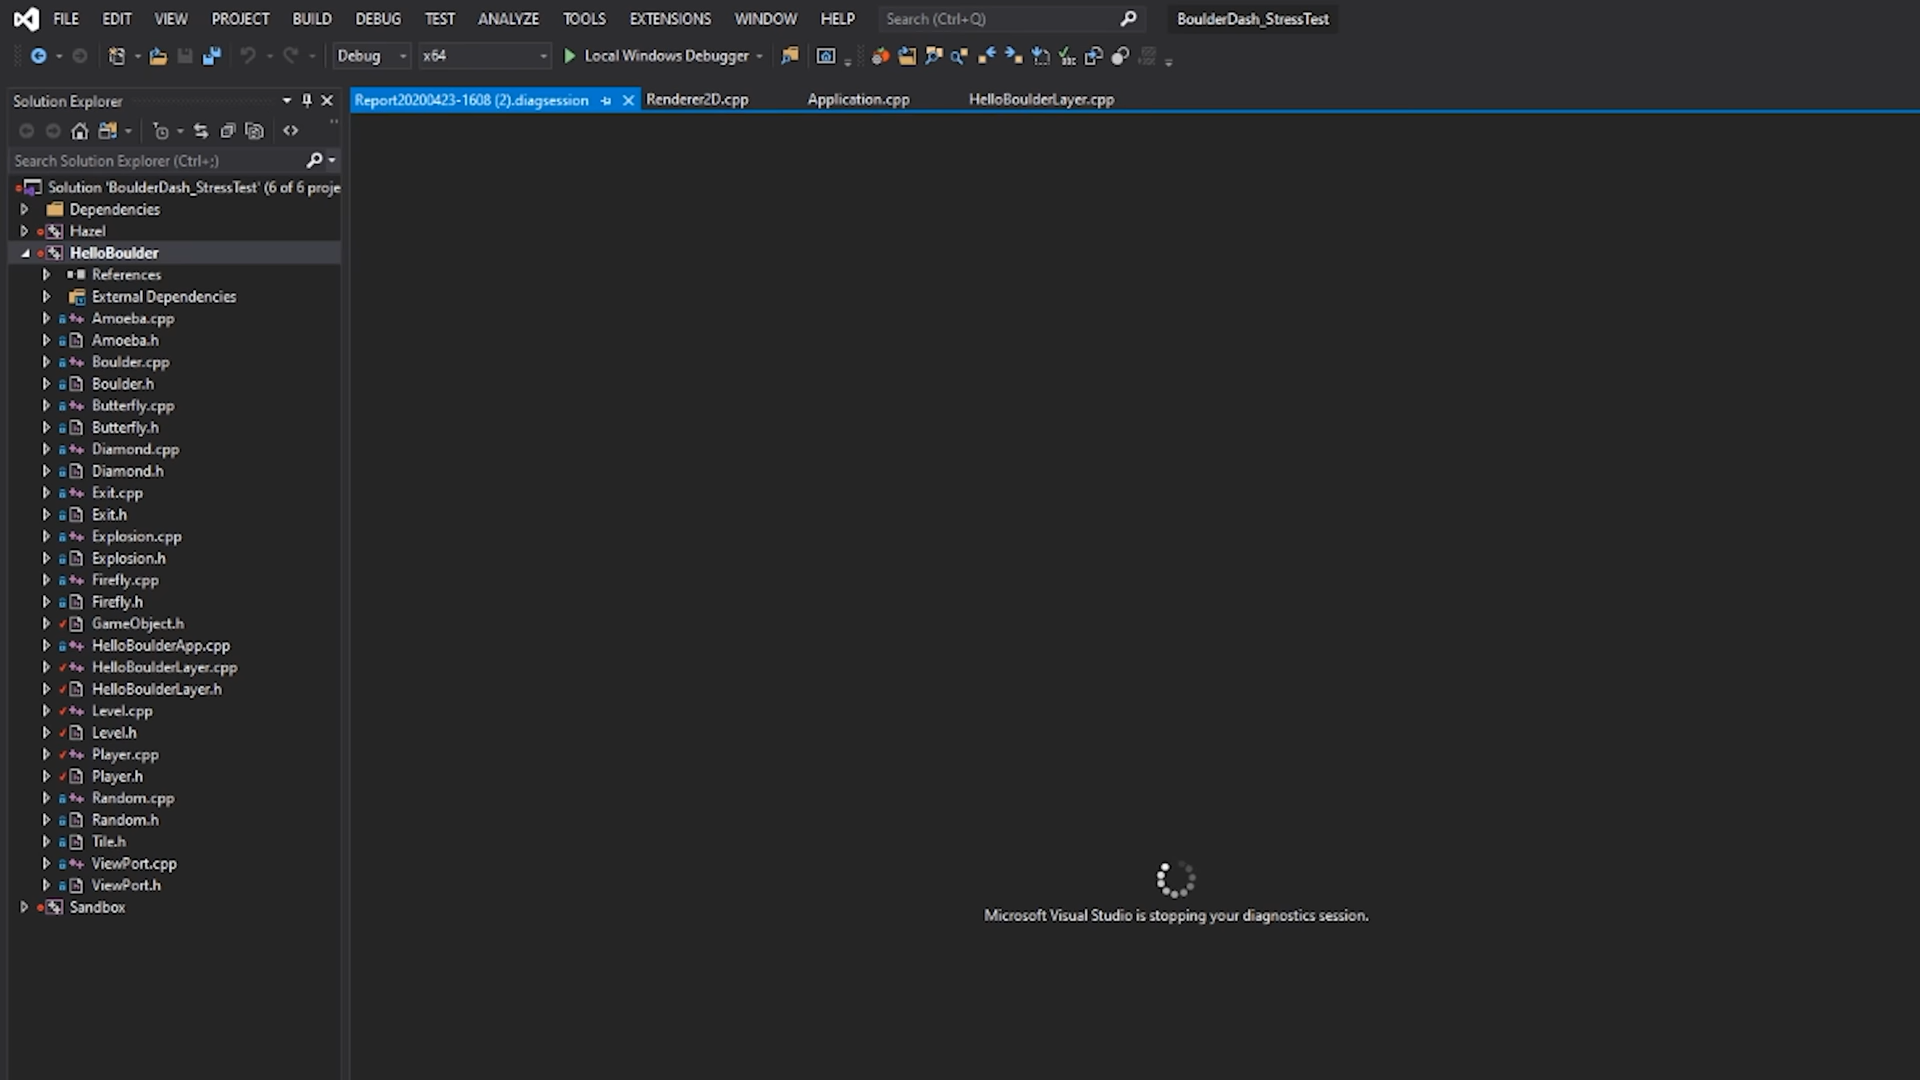 FILE EDIT VIEW PROJECT BUILD DEBUG TEST ANALYZE TOOLS EXTENSIONS WINDOW HELP Search (Ctrl+Q) BoulderDash_StressTest
Debug x64 Local Windows Debugger
Solution Explorer
Report20200423-1608 (2).diagsession Renderer2D.cpp Application.cpp HelloBoulderLayer.cpp
Search Solution Explorer (Ctrl+;)
Solution 'BoulderDash_StressTest' (6 of 6 proje
Dependencies
Hazel
HelloBoulder
References
External Dependencies
Amoeba.cpp
Amoeba.h
Boulder.cpp
Boulder.h
Butterfly.cpp
Butterfly.h
Diamond.cpp
Diamond.h
Exit.cpp
Exit.h
Explosion.cpp
Explosion.h
Firefly.cpp
Firefly.h
GameObject.h
HelloBoulderApp.cpp
HelloBoulderLayer.cpp
HelloBoulderLayer.h
Level.cpp
Level.h
Player.cpp
Player.h
Random.cpp
Random.h
Tile.h
ViewPort.cpp
ViewPort.h
Sandbox
Microsoft Visual Studio is stopping your diagnostics session.